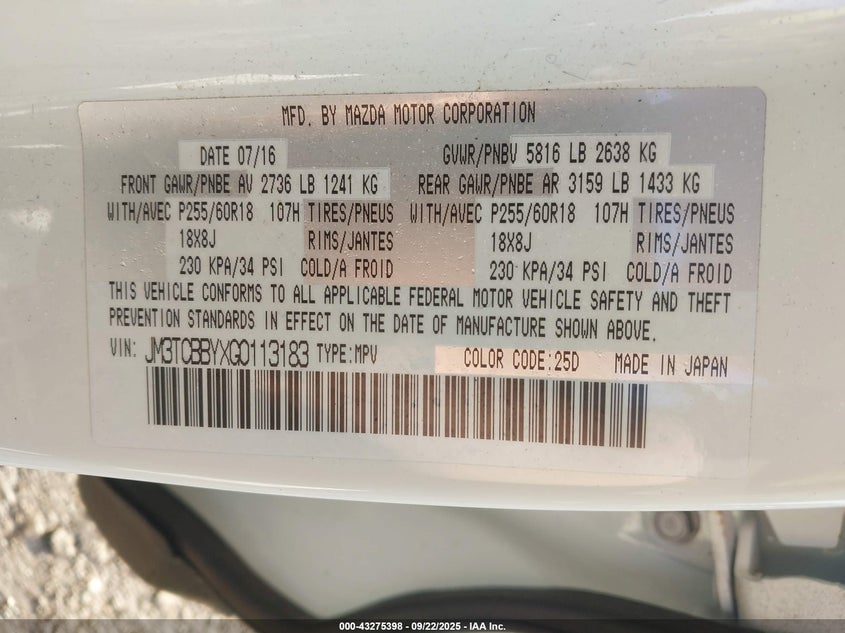 MFD. BY MAZDA MOTOR CORPORATION
DATE 07/16 GVWR/PNBV 5816 LB 2638 KG
FRONT GAWR/PNBE AV 2736 LB 1241 KG REAR GAWR/PNBE AR 3159 LB 1433 KG
WITH/AVEC P255/60R18 107H TIRES/PNEUS WITH/AVEC P255/60R18 107H TIRES/PNEUS
18X8J RIMS/JANTES 18X8J RIMS/JANTES
230 KPA/34 PSI COLD/A FROID 230 KPA/34 PSI COLD/A FROID
THIS VEHICLE CONFORMS TO ALL APPLICABLE FEDERAL MOTOR VEHICLE SAFETY AND THEFT
PREVENTION STANDARDS IN EFFECT ON THE DATE OF MANUFACTURE SHOWN ABOVE.
VIN: JM3TCBBYXG0113183 TYPE:MPV COLOR CODE:25D MADE IN JAPAN
000-43275398 - 09/22/2025 - IAA Inc.